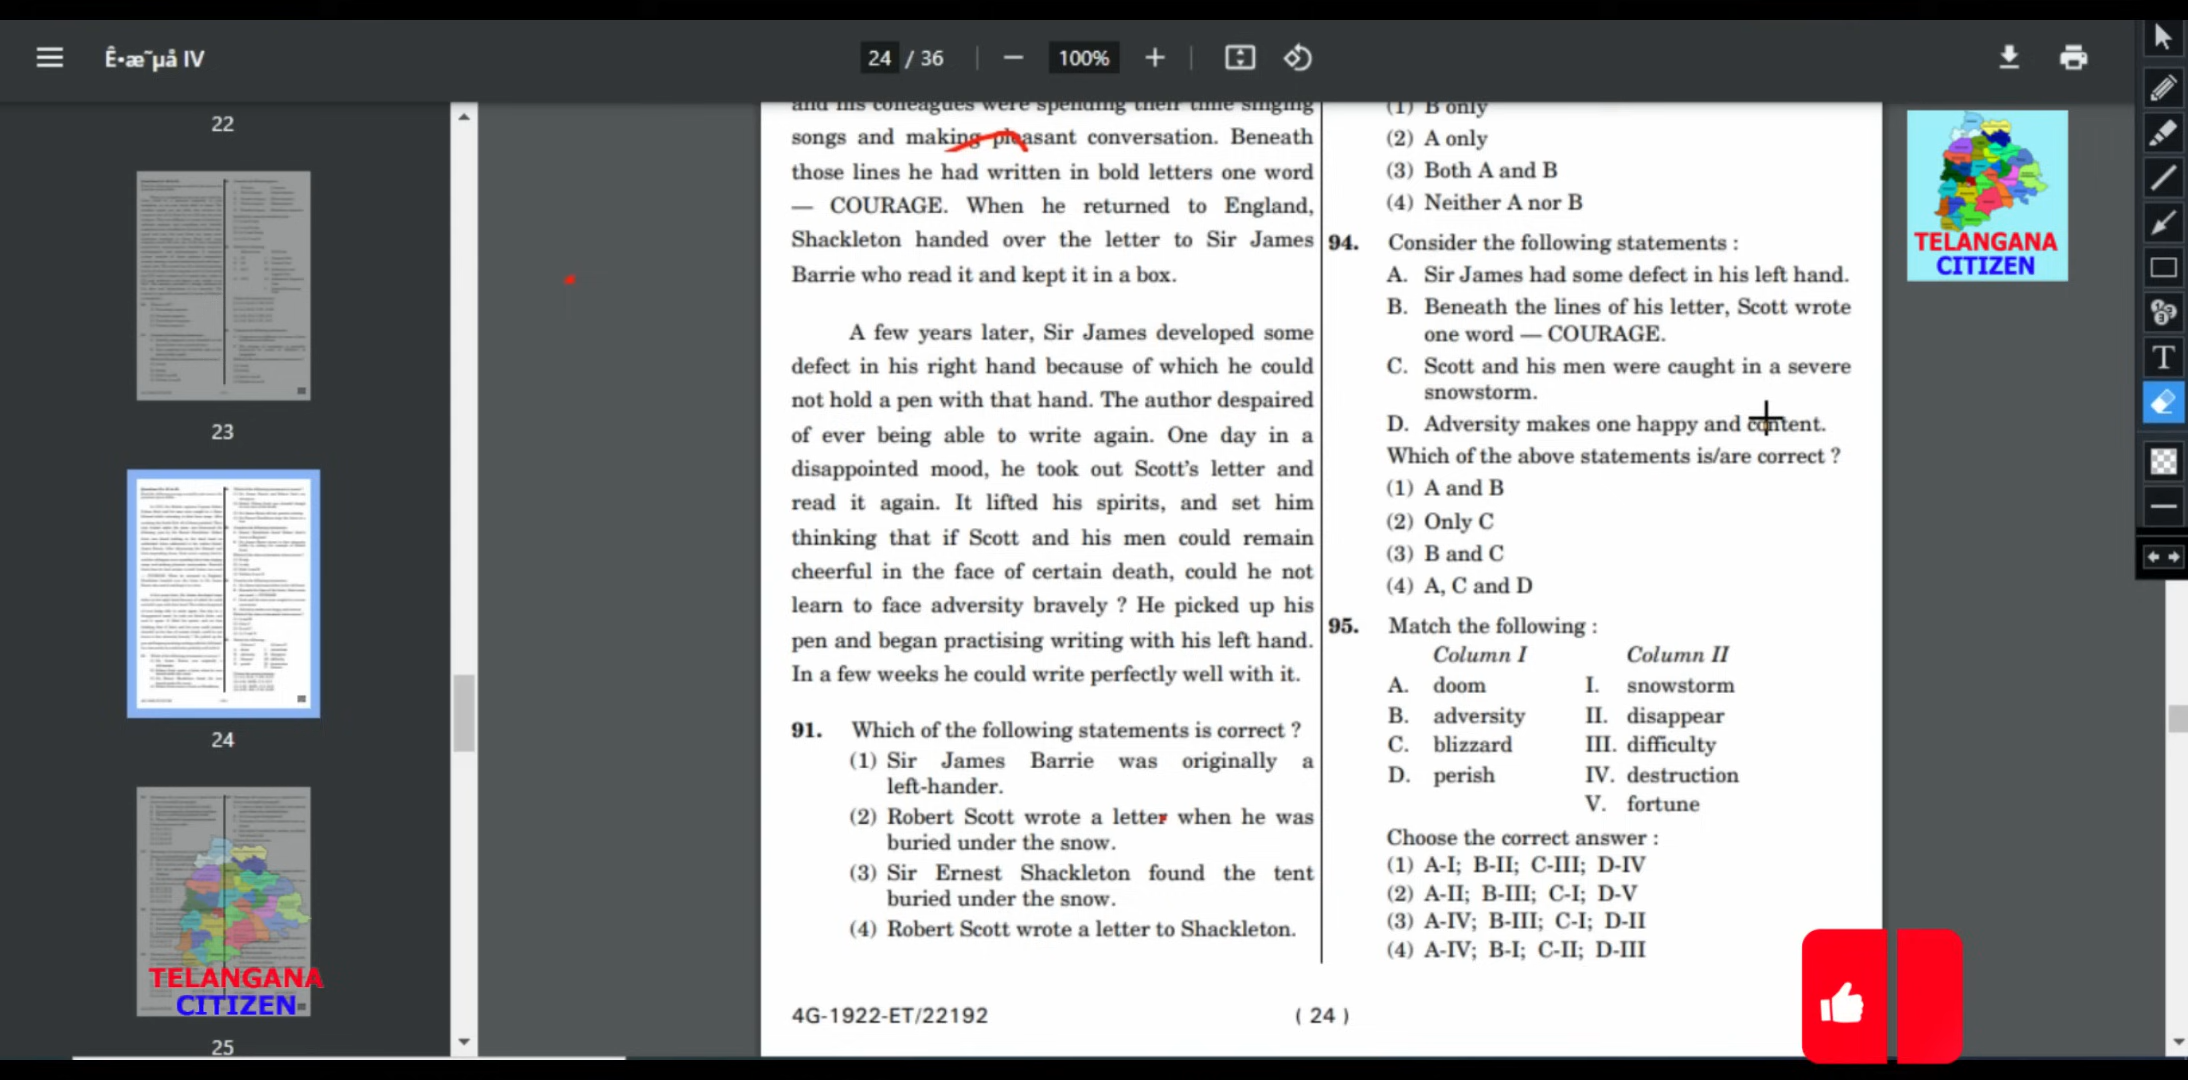 Ê•æ˜µå IV
24 / 36
100%
22
23
24
25
TELANGANA
CITIZEN
and his colleagues were spending their time singing
songs and making pleasant conversation. Beneath
those lines he had written in bold letters one word
— COURAGE. When he returned to England,
Shackleton handed over the letter to Sir James
Barrie who read it and kept it in a box.
A few years later, Sir James developed some
defect in his right hand because of which he could
not hold a pen with that hand. The author despaired
of ever being able to write again. One day in a
disappointed mood, he took out Scott's letter and
read it again. It lifted his spirits, and set him
thinking that if Scott and his men could remain
cheerful in the face of certain death, could he not
learn to face adversity bravely ? He picked up his
pen and began practising writing with his left hand.
In a few weeks he could write perfectly well with it.
91. Which of the following statements is correct ?
(1) Sir James Barrie was originally a
left-hander.
(2) Robert Scott wrote a letter when he was
buried under the snow.
(3) Sir Ernest Shackleton found the tent
buried under the snow.
(4) Robert Scott wrote a letter to Shackleton.
(1) B only
(2) A only
(3) Both A and B
(4) Neither A nor B
94. Consider the following statements :
A. Sir James had some defect in his left hand.
B. Beneath the lines of his letter, Scott wrote
one word — COURAGE.
C. Scott and his men were caught in a severe
snowstorm.
D. Adversity makes one happy and content.
Which of the above statements is/are correct ?
(1) A and B
(2) Only C
(3) B and C
(4) A, C and D
95. Match the following :
Column I Column II
A. doom I. snowstorm
B. adversity II. disappear
C. blizzard III. difficulty
D. perish IV. destruction
V. fortune
Choose the correct answer :
(1) A-I; B-II; C-III; D-IV
(2) A-II; B-III; C-I; D-V
(3) A-IV; B-III; C-I; D-II
(4) A-IV; B-I; C-II; D-III
4G-1922-ET/22192
( 24 )
TELANGANA
CITIZEN
T